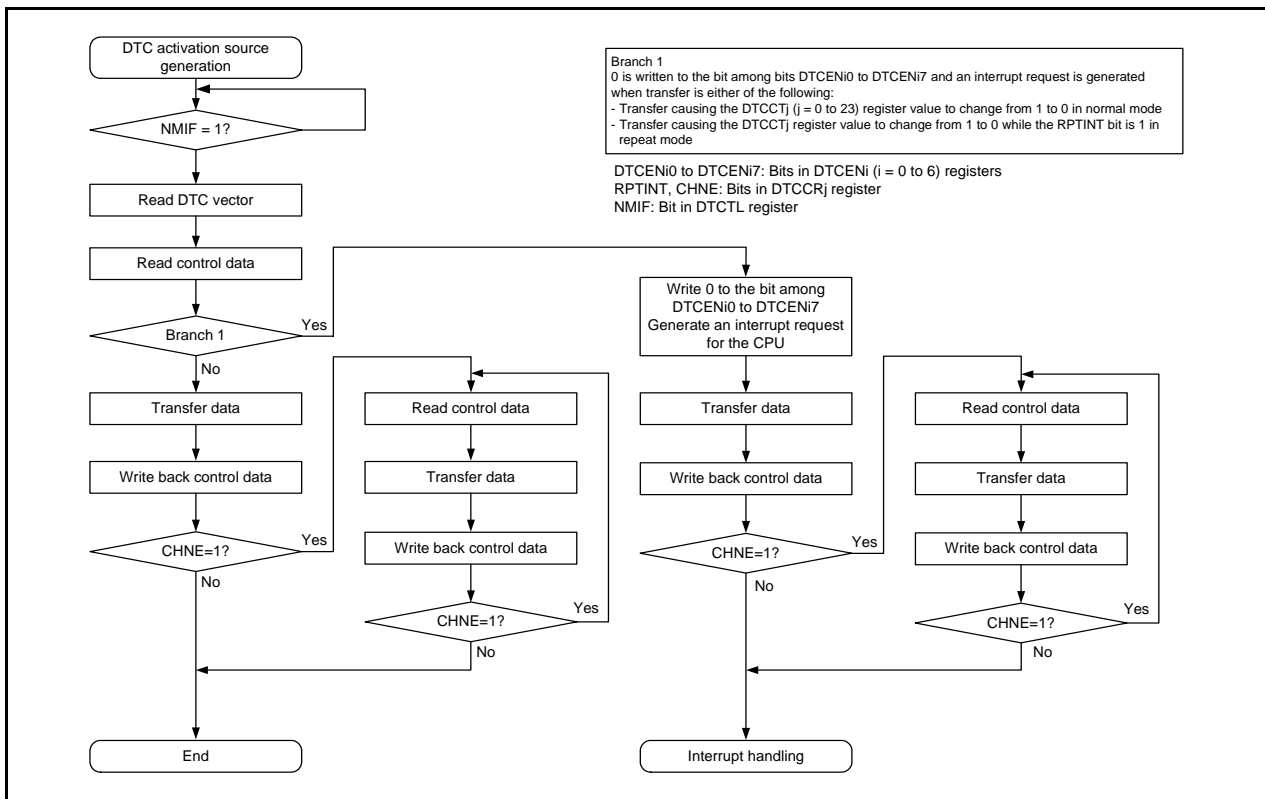 DTC activation source
generation
NMIF = 1?
Read DTC vector
Read control data
Branch 1
Yes
No
Transfer data
Write back control data
CHNE=1?
Yes
No
End
Read control data
Transfer data
Write back control data
CHNE=1?
Yes
No
Branch 1
0 is written to the bit among bits DTCENi0 to DTCENi7 and an interrupt request is generated
when transfer is either of the following:
- Transfer causing the DTCCTj (j = 0 to 23) register value to change from 1 to 0 in normal mode
- Transfer causing the DTCCTj register value to change from 1 to 0 while the RPTINT bit is 1 in
repeat mode
DTCENi0 to DTCENi7: Bits in DTCENi (i = 0 to 6) registers
RPTINT, CHNE: Bits in DTCCRj register
NMIF: Bit in DTCTL register
Write 0 to the bit among
DTCENi0 to DTCENi7
Generate an interrupt request
for the CPU
Transfer data
Write back control data
CHNE=1?
Yes
No
Interrupt handling
Read control data
Transfer data
Write back control data
CHNE=1?
Yes
No